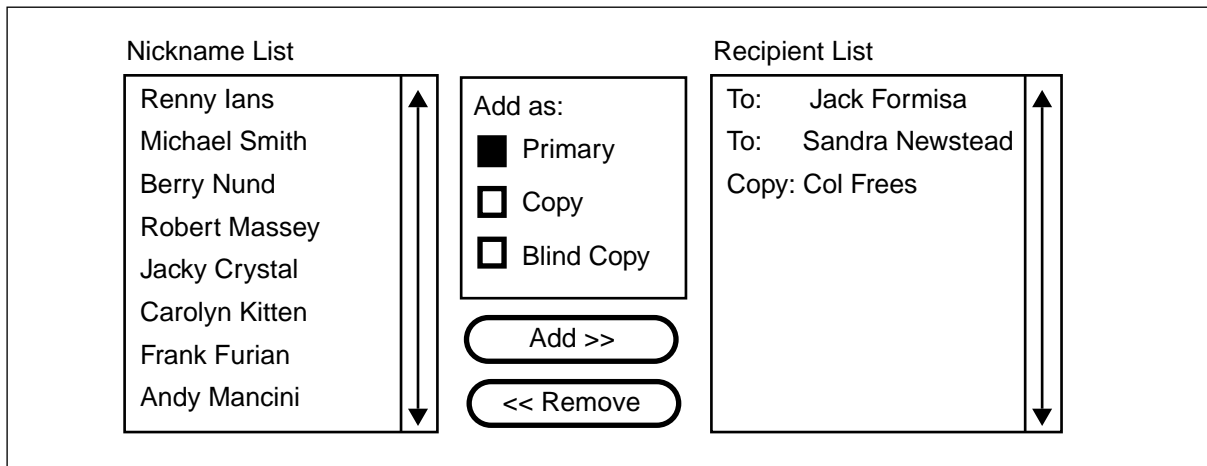 Nickname List
Renny Ians
Michael Smith
Berry Nund
Robert Massey
Jacky Crystal
Carolyn Kitten
Frank Furian
Andy Mancini
Add as:
Primary
Copy
Blind Copy
Add >>
<< Remove
Recipient List
To: Jack Formisa
To: Sandra Newstead
Copy: Col Frees